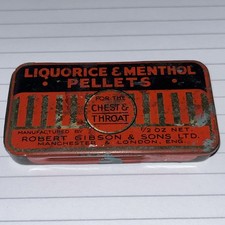 LIQUORICE & MENTHOL
PELLETS
FOR THE
CHEST &
THROAT
MANUFACTURED BY ½ OZ NET.
ROBERT GIBSON & SONS LTD.
MANCHESTER & LONDON, ENG.